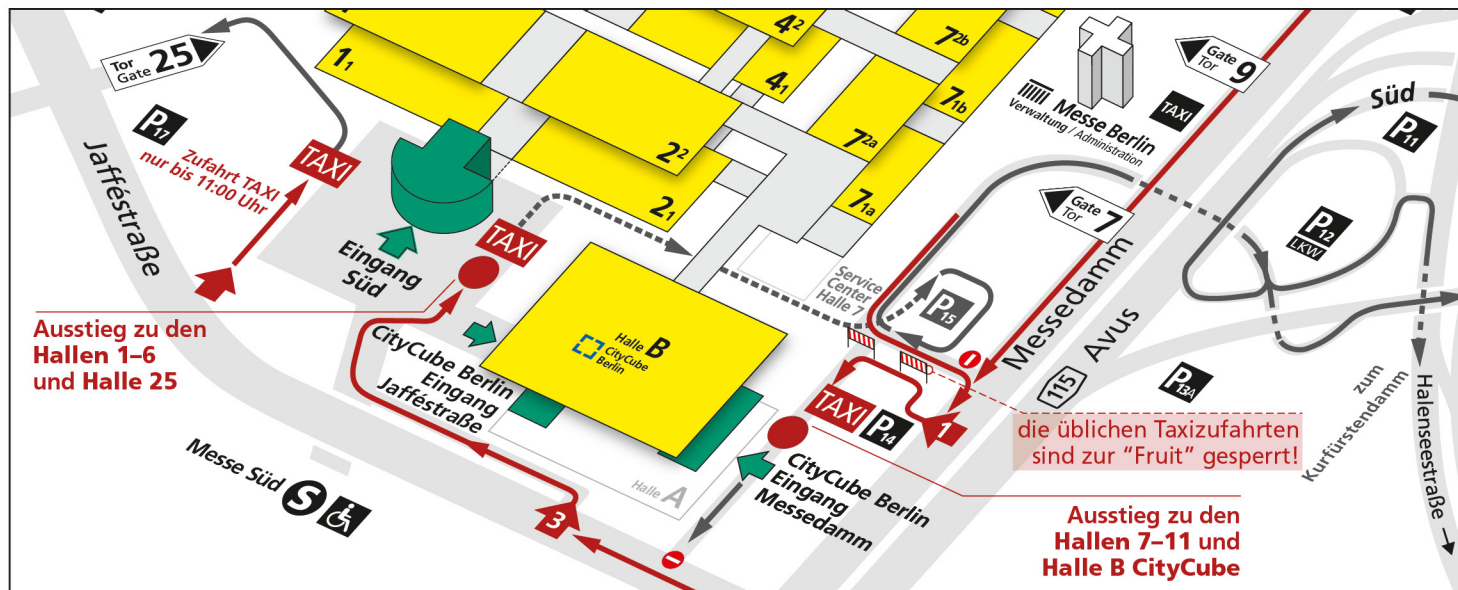 Tor
Gate 25
P17
Zufahrt TAXI
nur bis 11:00 Uhr
TAXI
Jafféstraße
Ausstieg zu den
Hallen 1–6
und Halle 25
11
42
41
22
21
72b
71b
72a
71a
Eingang
Süd
TAXI
CityCube Berlin
Eingang
Jafféstraße
Halle B
CityCube
Berlin
Halle A
Messe Süd S
3
Service
Center
Halle 7
P15
TAXI P14
1
CityCube Berlin
Eingang
Messedamm
Messe Berlin
Verwaltung / Administration
TAXI
Gate
Tor 9
Gate
Tor 7
Messedamm
115 Avus
Süd
P11
P12
LKW
P13A
zum
Kurfürstendamm
Halenseestraße
die üblichen Taxizufahrten
sind zur “Fruit” gesperrt!
Ausstieg zu den
Hallen 7–11 und
Halle B CityCube